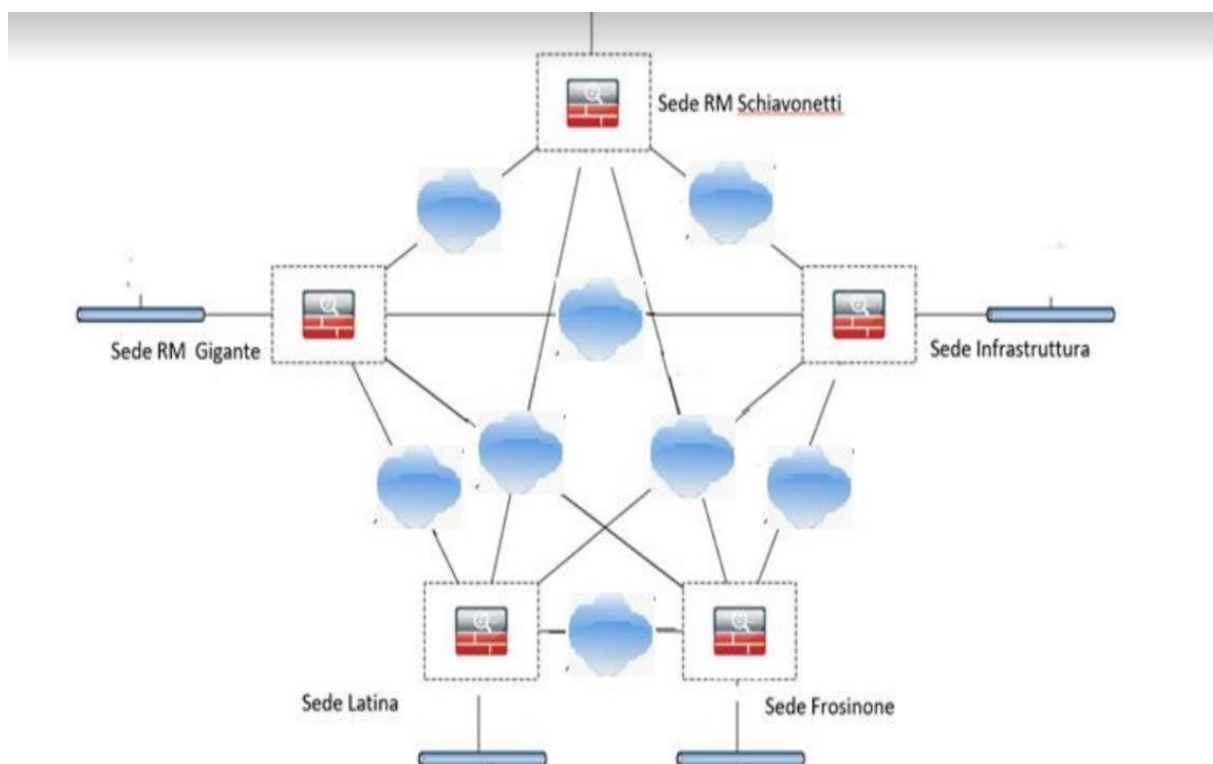 Sede RM Schiavonetti
Sede RM Gigante
Sede Infrastruttura
Sede Latina
Sede Frosinone